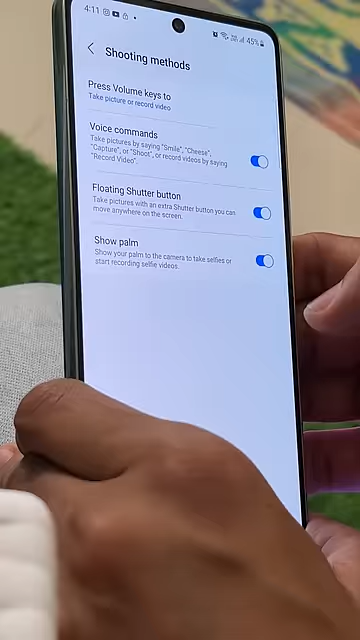 4:11
45%
Shooting methods
Press Volume keys to
Take picture or record video
Voice commands
Take pictures by saying "Smile", "Cheese",
"Capture", or "Shoot", or record videos by saying
"Record Video".
Floating Shutter button
Take pictures with an extra Shutter button you can
move anywhere on the screen.
Show palm
Show your palm to the camera to take selfies or
start recording selfie videos.